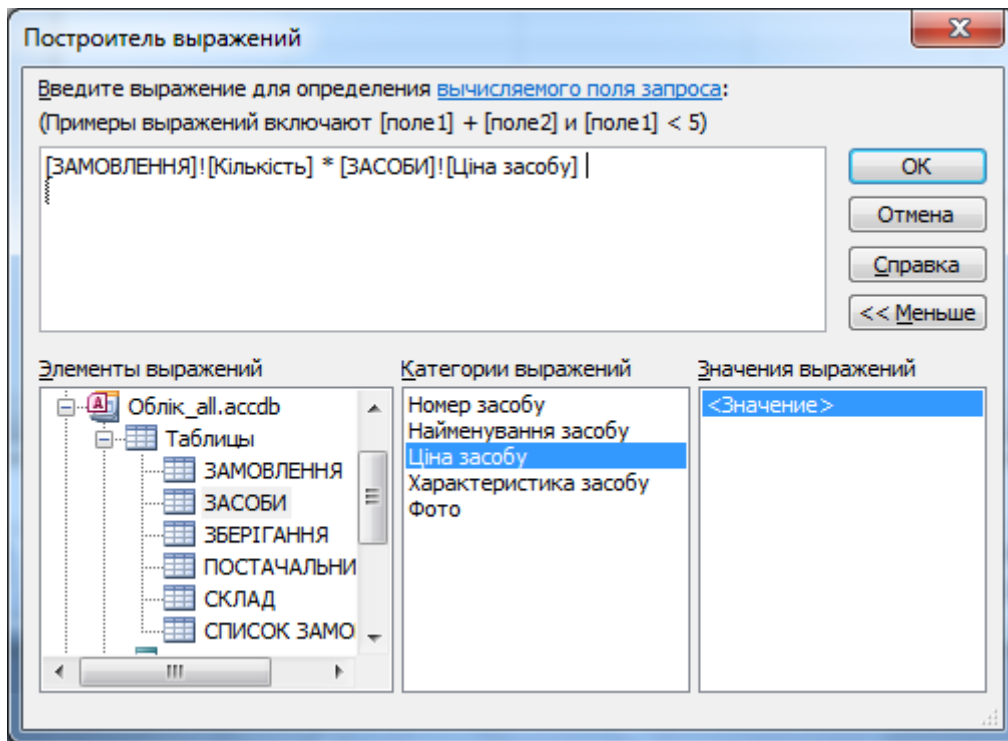 Построитель выражений
Введите выражение для определения вычисляемого поля запроса:
(Примеры выражений включают [поле1] + [поле2] и [поле1] < 5)
[ЗАМОВЛЕННЯ]![Кількість] * [ЗАСОБИ]![Ціна засобу]
ОК
Отмена
Справка
<< Меньше
Элементы выражений
Облік_all.accdb
Таблицы
ЗАМОВЛЕННЯ
ЗАСОБИ
ЗБЕРІГАННЯ
ПОСТАЧАЛЬНИ
СКЛАД
СПИСОК ЗАМО
Категории выражений
Номер засобу
Найменування засобу
Ціна засобу
Характеристика засобу
Фото
Значения выражений
<Значение>